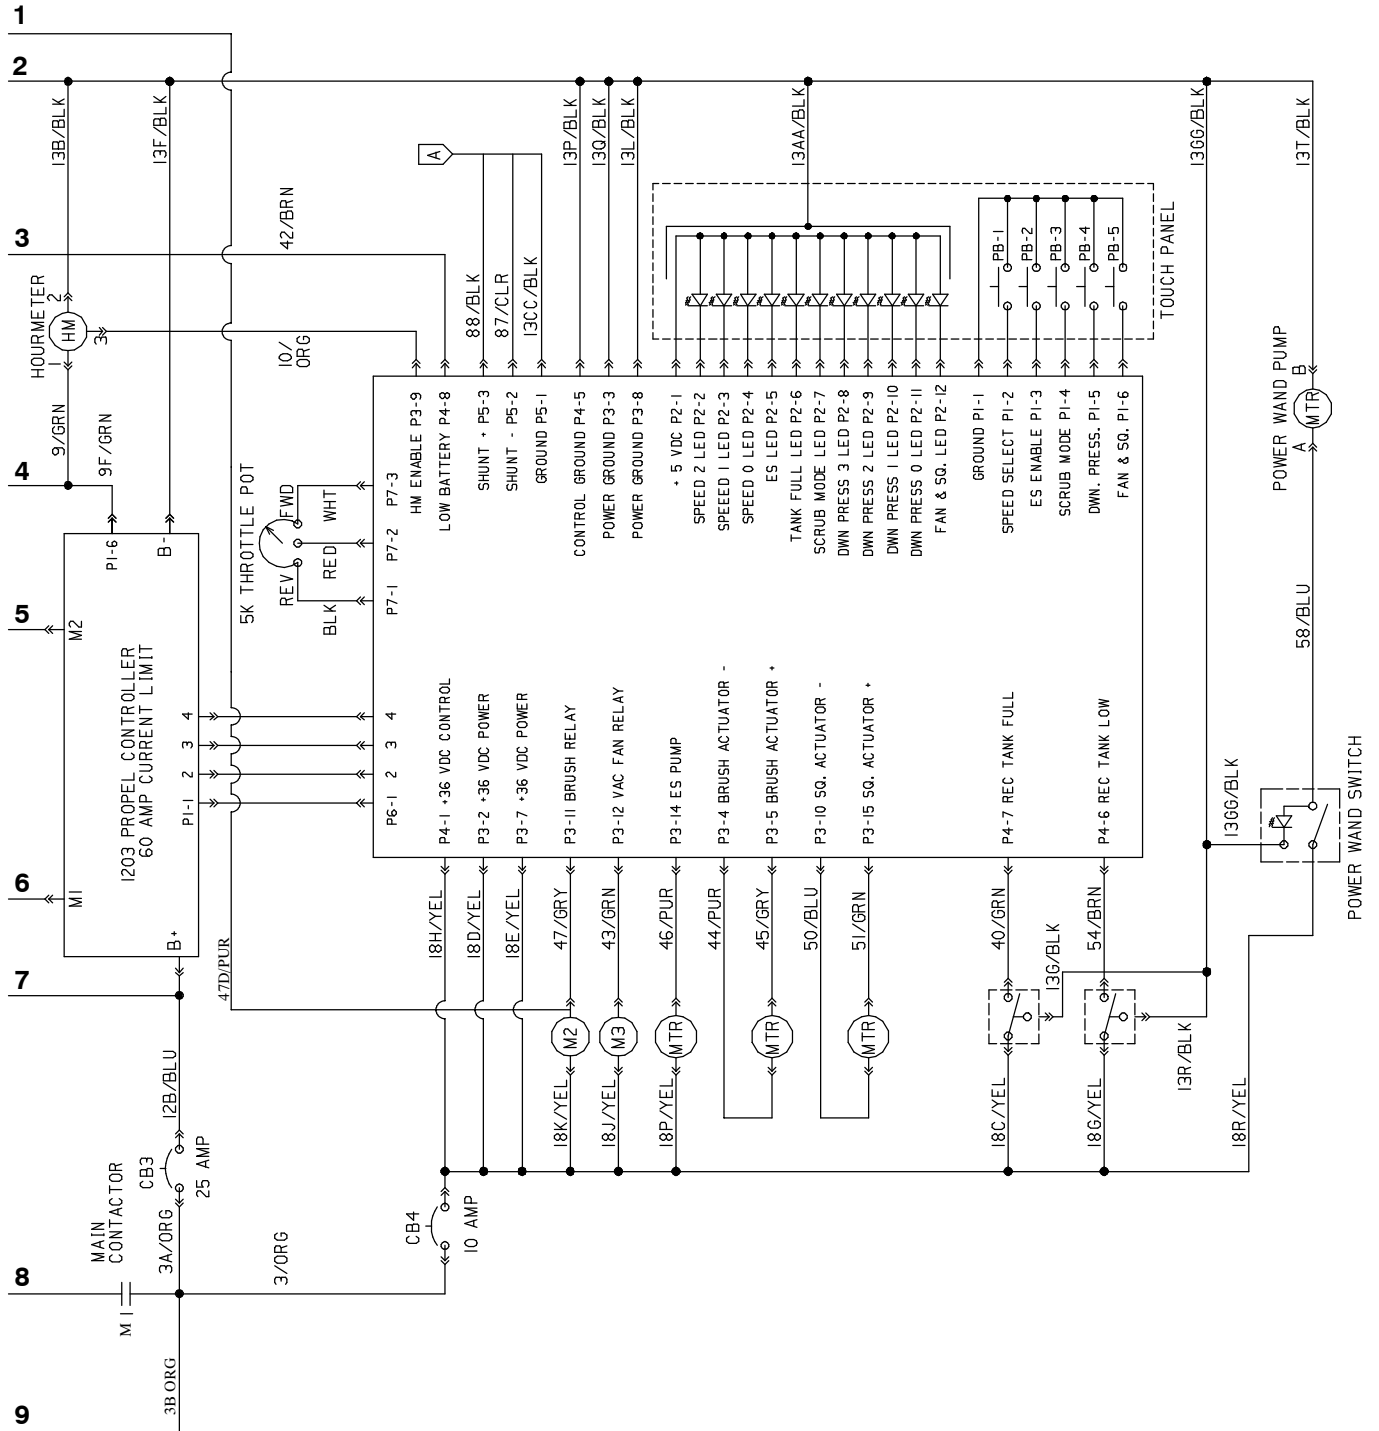 1
2
13B/BLK
13F/BLK
13P/BLK
13Q/BLK
13L/BLK
13AA/BLK
13GG/BLK
13T/BLK
A
42/BRN
3
88/BLK
87/CLR
13CC/BLK
TOUCH PANEL
PB-1
PB-2
PB-3
PB-4
PB-5
HOURMETER
HM
1
2
3
10/
ORG
9/GRN
9F/GRN
4
POWER WAND PUMP
MTR
A
B
58/BLU
HM ENABLE P3-9
LOW BATTERY P4-8
SHUNT + P5-3
SHUNT - P5-2
GROUND P5-1
CONTROL GROUND P4-5
POWER GROUND P3-3
POWER GROUND P3-8
+ 5 VDC P2-1
SPEED 2 LED P2-2
SPEEED 1 LED P2-3
SPEED 0 LED P2-4
ES LED P2-5
TANK FULL LED P2-6
SCRUB MODE LED P2-7
DWN PRESS 3 LED P2-8
DWN PRESS 2 LED P2-9
DWN PRESS 1 LED P2-10
DWN PRESS 0 LED P2-11
FAN & SQ. LED P2-12
GROUND P1-1
SPEED SELECT P1-2
ES ENABLE P1-3
SCRUB MODE P1-4
DWN. PRESS. P1-5
FAN & SQ. P1-6
5K THROTTLE POT
FWD
REV
WHT
RED
BLK
P7-3
P7-2
P7-1
P1-6
B-
5
M2
1203 PROPEL CONTROLLER
60 AMP CURRENT LIMIT
4
3
2
P1-1
4
3
2
P6-1
6
M1
B+
P4-1 +36 VDC CONTROL
P3-2 +36 VDC POWER
P3-7 +36 VDC POWER
P3-11 BRUSH RELAY
P3-12 VAC FAN RELAY
P3-14 ES PUMP
P3-4 BRUSH ACTUATOR -
P3-5 BRUSH ACTUATOR +
P3-10 SQ. ACTUATOR -
P3-15 SQ. ACTUATOR +
P4-7 REC TANK FULL
P4-6 REC TANK LOW
13GG/BLK
POWER WAND SWITCH
7
47D/PUR
18H/YEL
18D/YEL
18E/YEL
47/GRY
43/GRN
46/PUR
44/PUR
45/GRY
50/BLU
51/GRN
40/GRN
13G/BLK
54/BRN
M2
M3
MTR
MTR
MTR
12B/BLU
18K/YEL
18J/YEL
18P/YEL
18C/YEL
18G/YEL
13R/BLK
18R/YEL
CB3
25 AMP
CB4
10 AMP
MAIN
CONTACTOR
3A/ORG
3/ORG
8
M 1
3B ORG
9